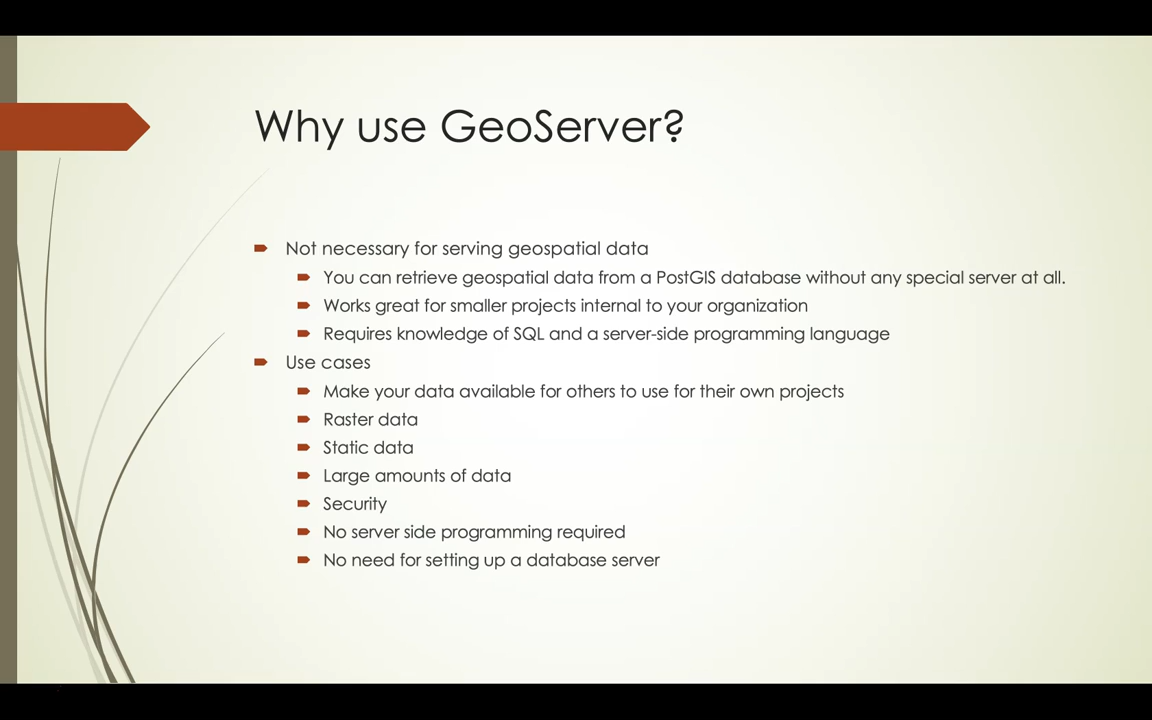 Why use GeoServer?
Not necessary for serving geospatial data
You can retrieve geospatial data from a PostGIS database without any special server at all.
Works great for smaller projects internal to your organization
Requires knowledge of SQL and a server-side programming language
Use cases
Make your data available for others to use for their own projects
Raster data
Static data
Large amounts of data
Security
No server side programming required
No need for setting up a database server